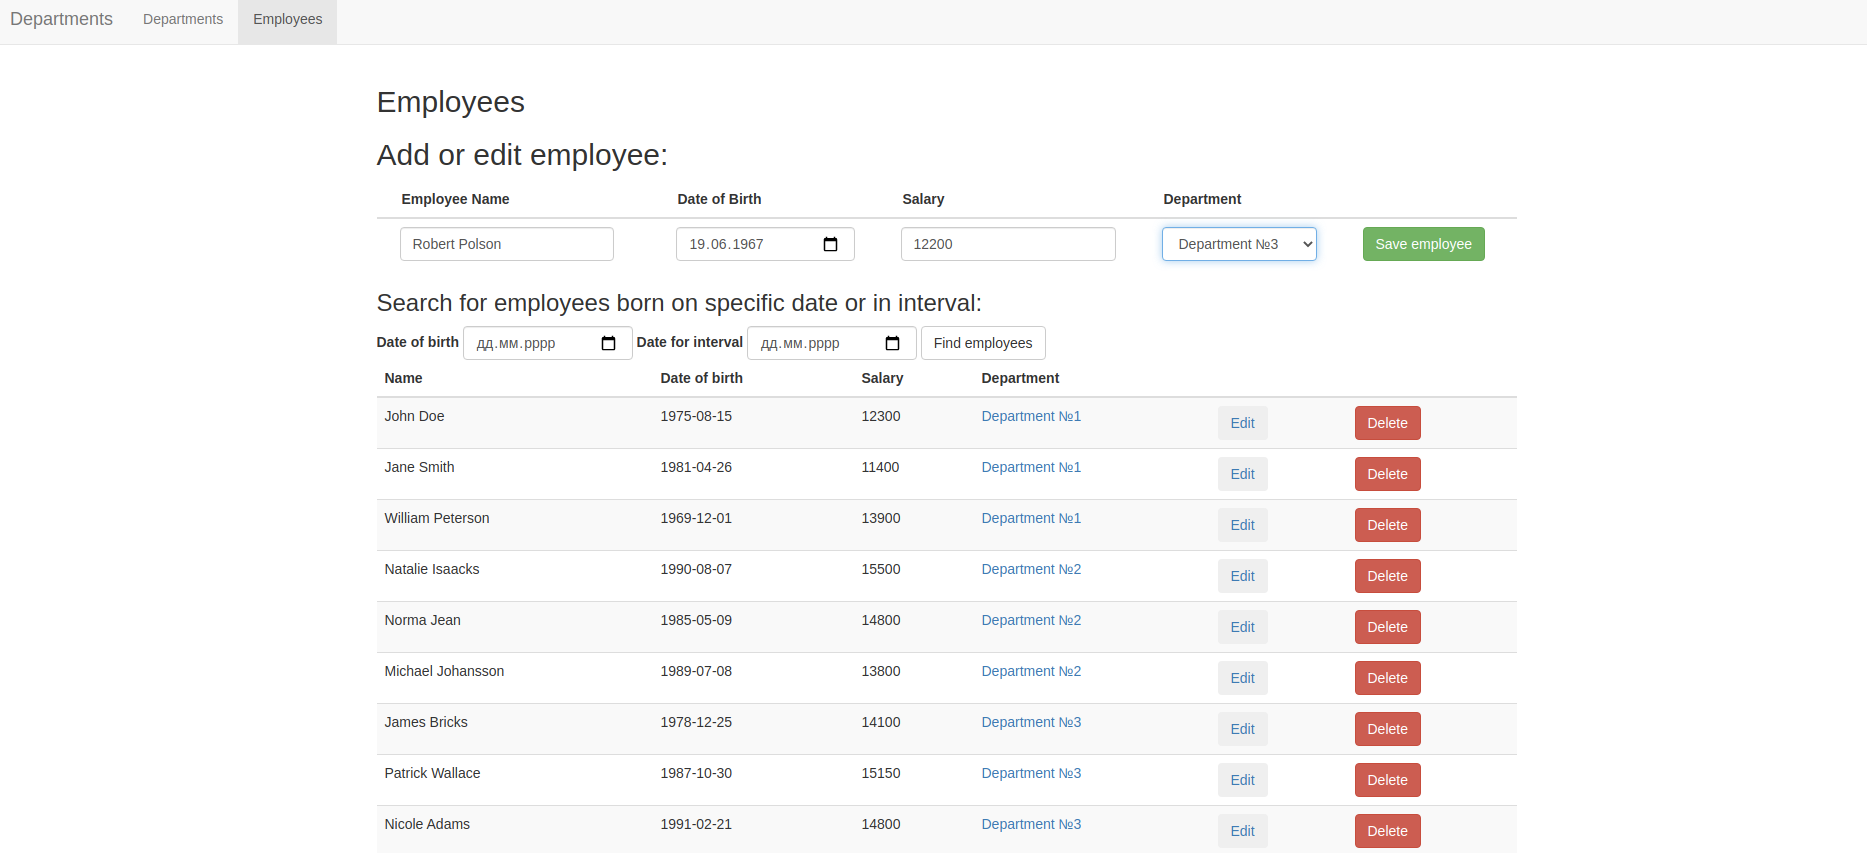 Departments Departments Employees
Employees
Add or edit employee:
Employee Name Date of Birth Salary Department
Robert Polson 19.06.1967 12200 Department №3 Save employee
Search for employees born on specific date or in interval:
Date of birth дд.мм.рррр Date for interval дд.мм.рррр Find employees
Name Date of birth Salary Department
John Doe 1975-08-15 12300 Department №1 Edit Delete
Jane Smith 1981-04-26 11400 Department №1 Edit Delete
William Peterson 1969-12-01 13900 Department №1 Edit Delete
Natalie Isaacks 1990-08-07 15500 Department №2 Edit Delete
Norma Jean 1985-05-09 14800 Department №2 Edit Delete
Michael Johansson 1989-07-08 13800 Department №2 Edit Delete
James Bricks 1978-12-25 14100 Department №3 Edit Delete
Patrick Wallace 1987-10-30 15150 Department №3 Edit Delete
Nicole Adams 1991-02-21 14800 Department №3 Edit Delete